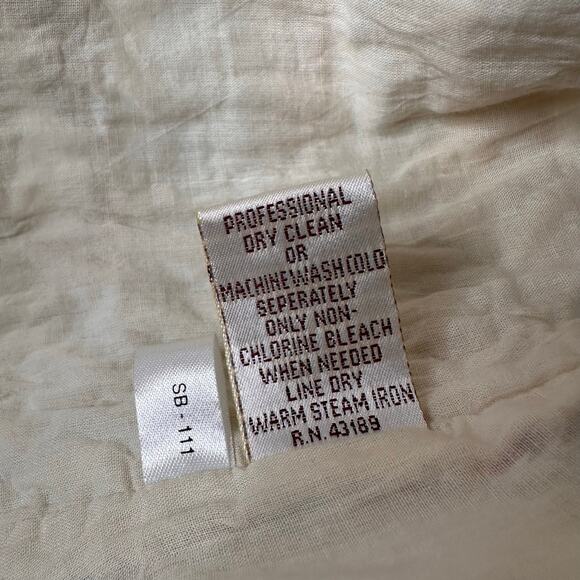 PROFESSIONAL
DRY CLEAN
OR
MACHINE WASH COLD
SEPERATELY
ONLY NON-
CHLORINE BLEACH
WHEN NEEDED
LINE DRY
WARM STEAM IRON
R.N. 43189
SB - 111